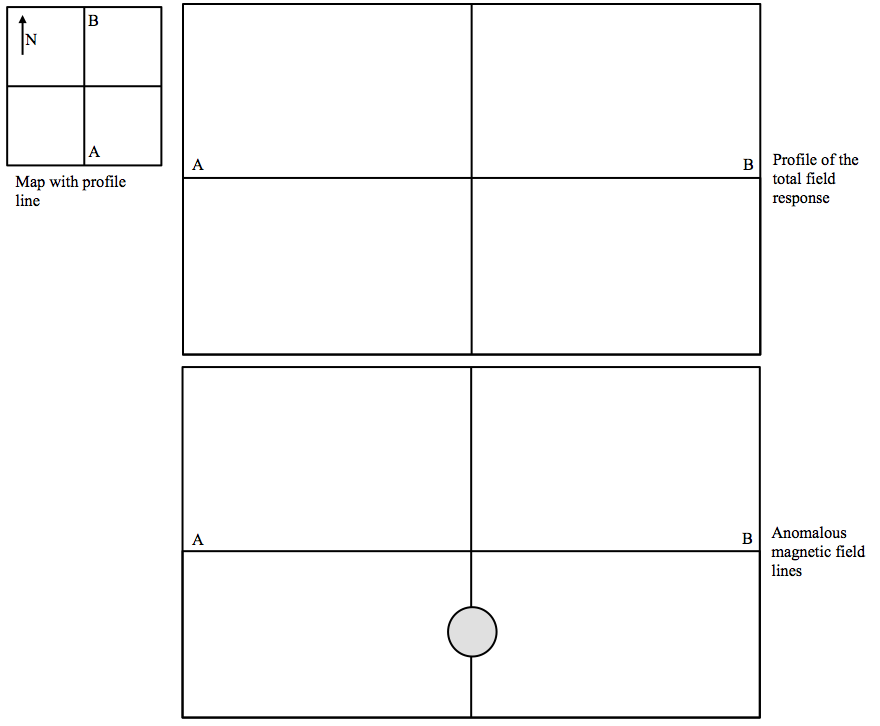 B
N
A
Map with profile
line
A
B
Profile of the
total field
response
A
B
Anomalous
magnetic field
lines